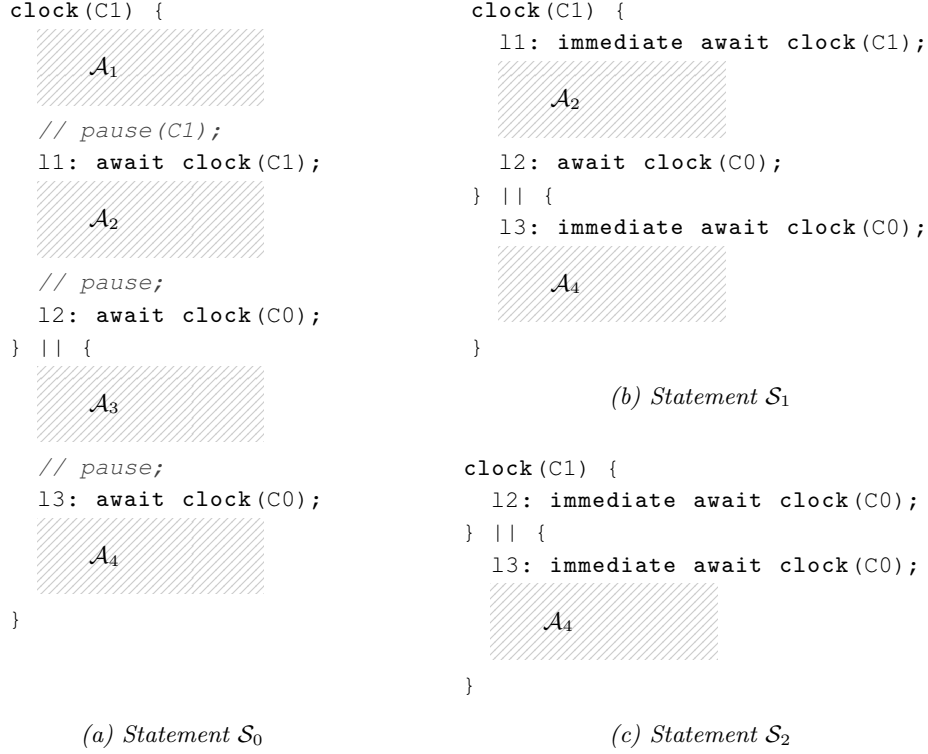 clock(C1) {
𝒜₁
// pause(C1);
l1: await clock(C1);
𝒜₂
// pause;
l2: await clock(C0);
} || {
𝒜₃
// pause;
l3: await clock(C0);
𝒜₄
}
(a) Statement 𝒮₀
clock(C1) {
l1: immediate await clock(C1);
𝒜₂
l2: await clock(C0);
} || {
l3: immediate await clock(C0);
𝒜₄
}
(b) Statement 𝒮₁
clock(C1) {
l2: immediate await clock(C0);
} || {
l3: immediate await clock(C0);
𝒜₄
}
(c) Statement 𝒮₂